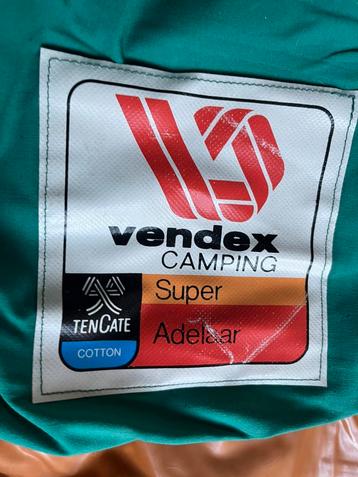 vendex
CAMPING
Super
Adelaar
TENCATE
COTTON